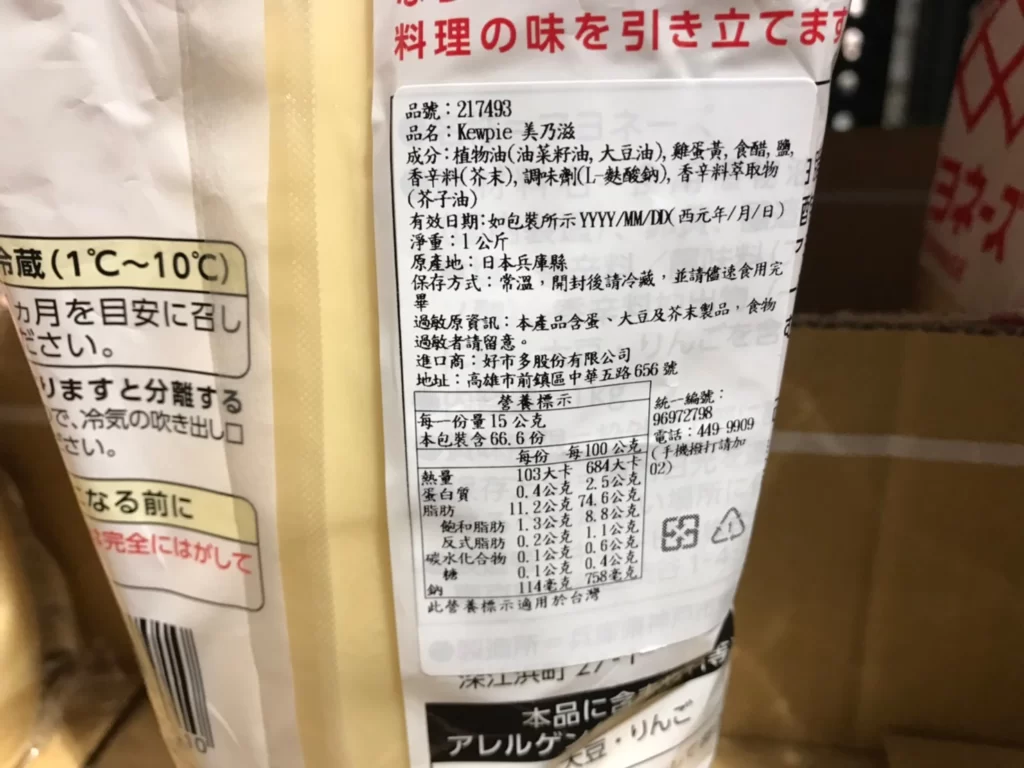 料理の味を引き立てます
品號：217493
品名：Kewpie 美乃滋
成分：植物油(油菜籽油, 大豆油), 雞蛋黃, 食醋, 鹽,
香辛料(芥末), 調味劑(L-麩酸鈉), 香辛料萃取物
(芥子油)
有效日期：如包裝所示 YYYY/MM/DD(西元年/月/日)
淨重：1 公斤
原產地：日本兵庫縣
保存方式：常溫，開封後請冷藏，並請儘速食用完
畢
過敏原資訊：本產品含蛋、大豆及芥末製品，食物
過敏者請留意。
進口商：好市多股份有限公司
地址：高雄市前鎮區中華五路 656 號
營養標示
每一份量 15 公克
本包裝含 66.6 份
每份 每100 公克
熱量 103大卡 684大卡
蛋白質 0.4公克 2.5公克
脂肪 11.2公克 74.6公克
飽和脂肪 1.3公克 8.8公克
反式脂肪 0.2公克 1.1公克
碳水化合物 0.1公克 0.6公克
糖 0.1公克 0.4公克
鈉 114毫克 758毫克
此營養標示適用於台灣
統一編號：
96972798
電話：449-9909
(手機撥打請加
02)
冷蔵(1℃～10℃)
カ月を目安に召し
ださい。
りますと分離する
で、冷気の吹き出し口
さい。
なる前に
完全にはがして
深江浜町 27-1
本品に含
アレルゲン
大豆・りんご
ヨネーズ